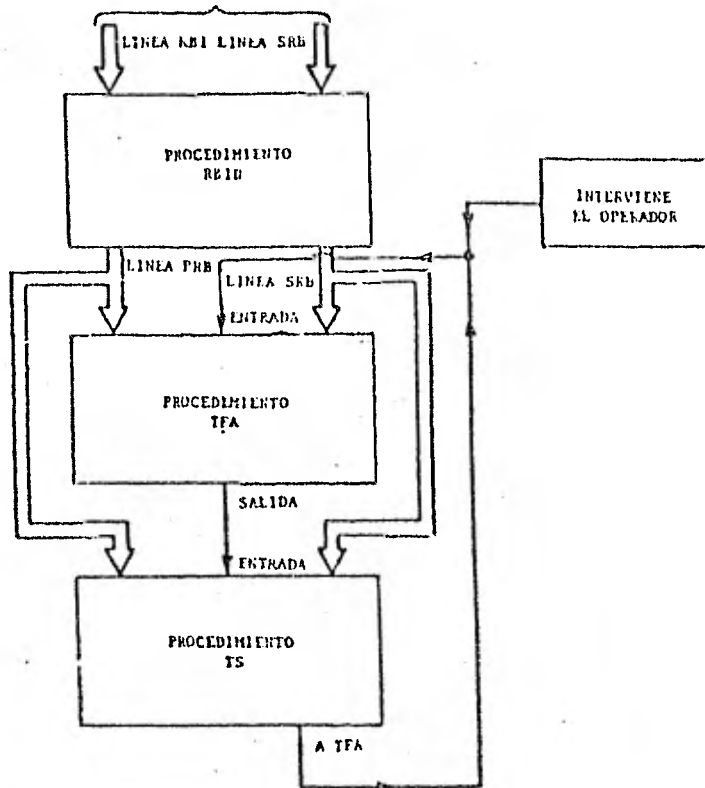 LINEA RBI LINEA SRB
PROCEDIMIENTO
RBID
INTERVIENE
EL OPERADOR
LINEA PRB
LINEA SRB
ENTRADA
PROCEDIMIENTO
TFA
SALIDA
ENTRADA
PROCEDIMIENTO
TS
A TFA